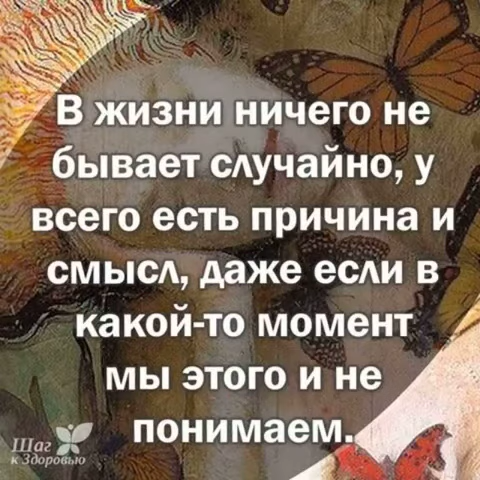 В жизни ничего не
бывает случайно, у
всего есть причина и
смысл, даже если в
какой-то момент
мы этого и не
понимаем.
Шаг
к Здоровью